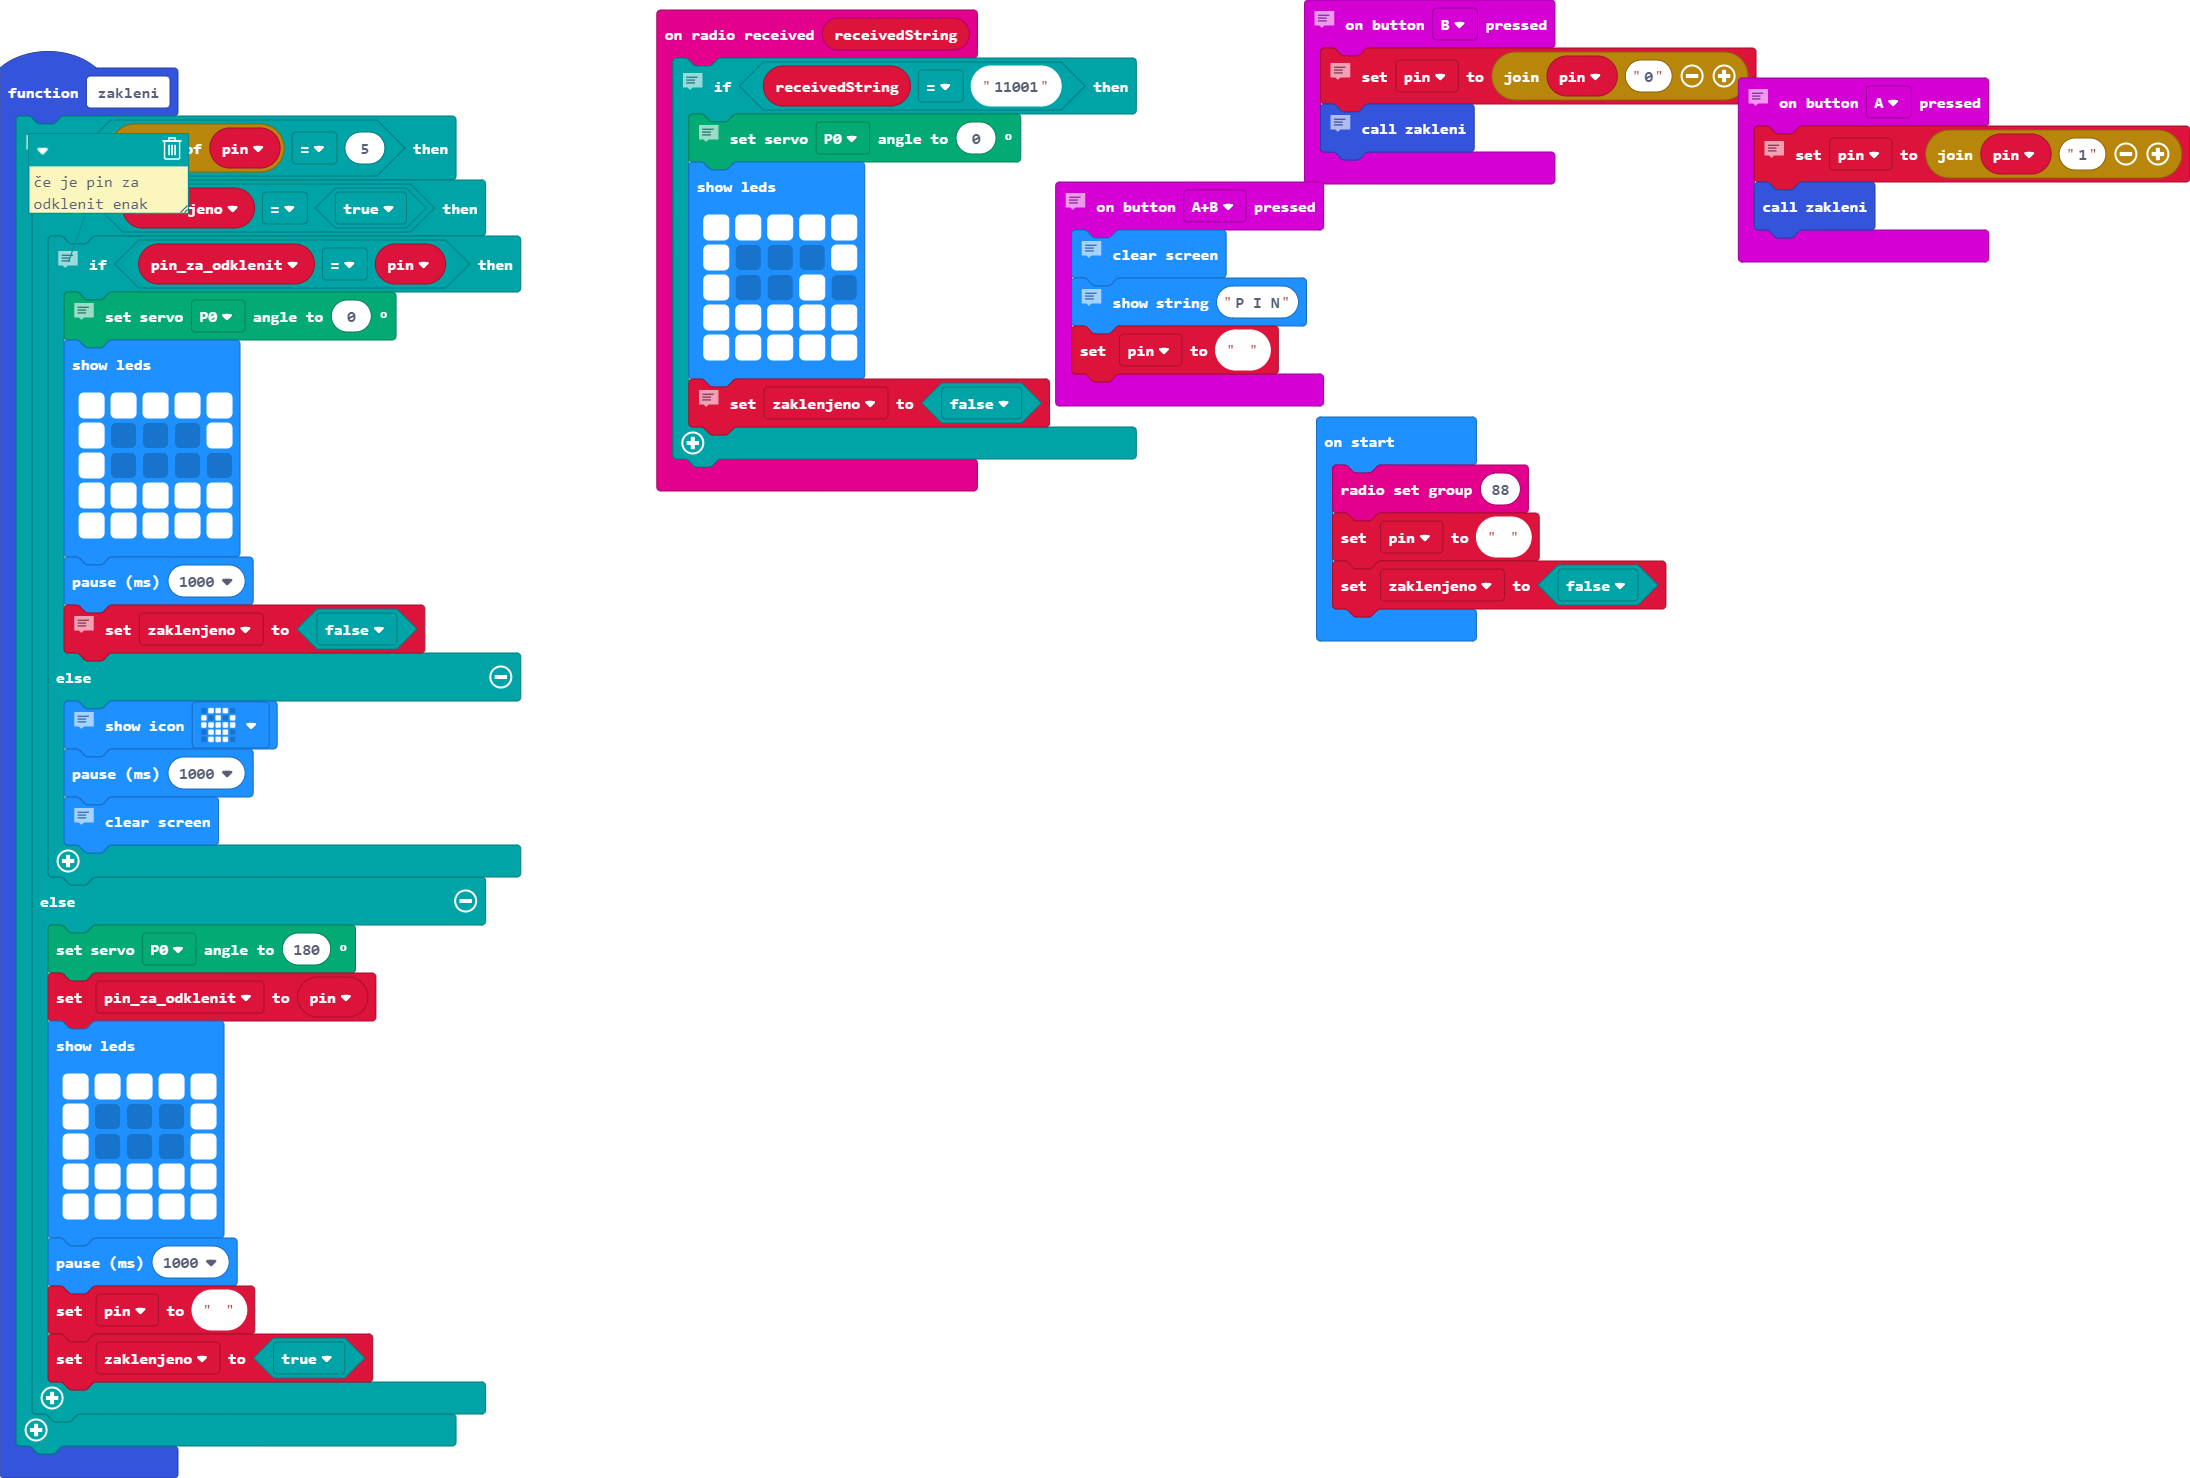 function zakleni
of pin = 5 then
če je pin za
odklenit enak
jeno = true then
if pin_za_odklenit = pin then
set servo P0 angle to 0 °
show leds
pause (ms) 1000
set zaklenjeno to false
else
show icon
pause (ms) 1000
clear screen
else
set servo P0 angle to 180 °
set pin_za_odklenit to pin
show leds
pause (ms) 1000
set pin to " "
set zaklenjeno to true
on radio received receivedString
if receivedString = "11001" then
set servo P0 angle to 0 °
show leds
set zaklenjeno to false
on button A+B pressed
clear screen
show string "P I N"
set pin to " "
on button B pressed
set pin to join pin "0"
call zakleni
on button A pressed
set pin to join pin "1"
call zakleni
on start
radio set group 88
set pin to " "
set zaklenjeno to false